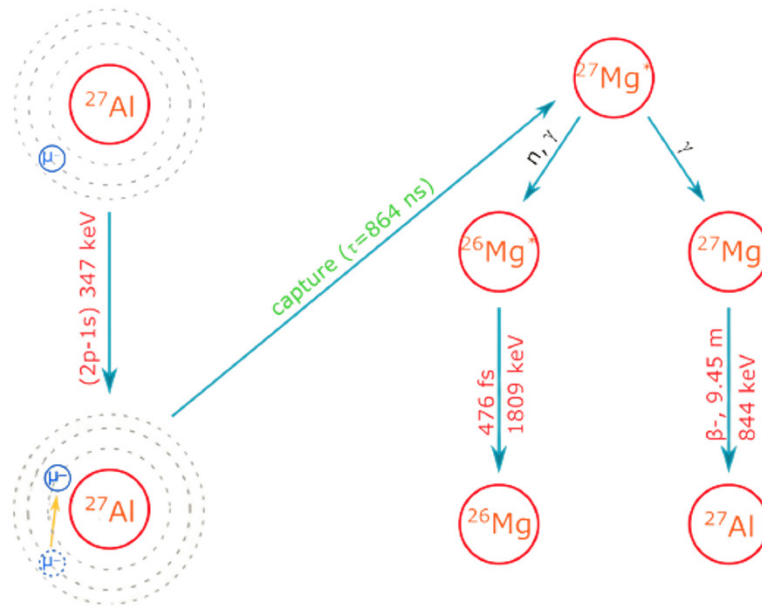 ²⁷Al
μ⁻
(2p-1s) 347 keV
²⁷Al
μ⁻
μ⁻
capture (τ=864 ns)
²⁷Mg*
n, γ
γ
²⁶Mg*
²⁷Mg
476 fs
1809 keV
β-, 9.45 m
844 keV
²⁶Mg
²⁷Al